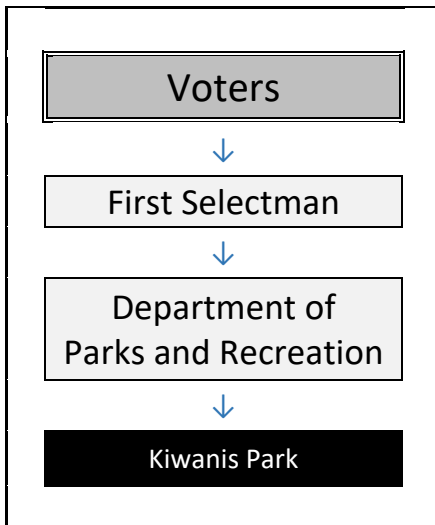 Voters
↓
First Selectman
↓
Department of
Parks and Recreation
↓
Kiwanis Park